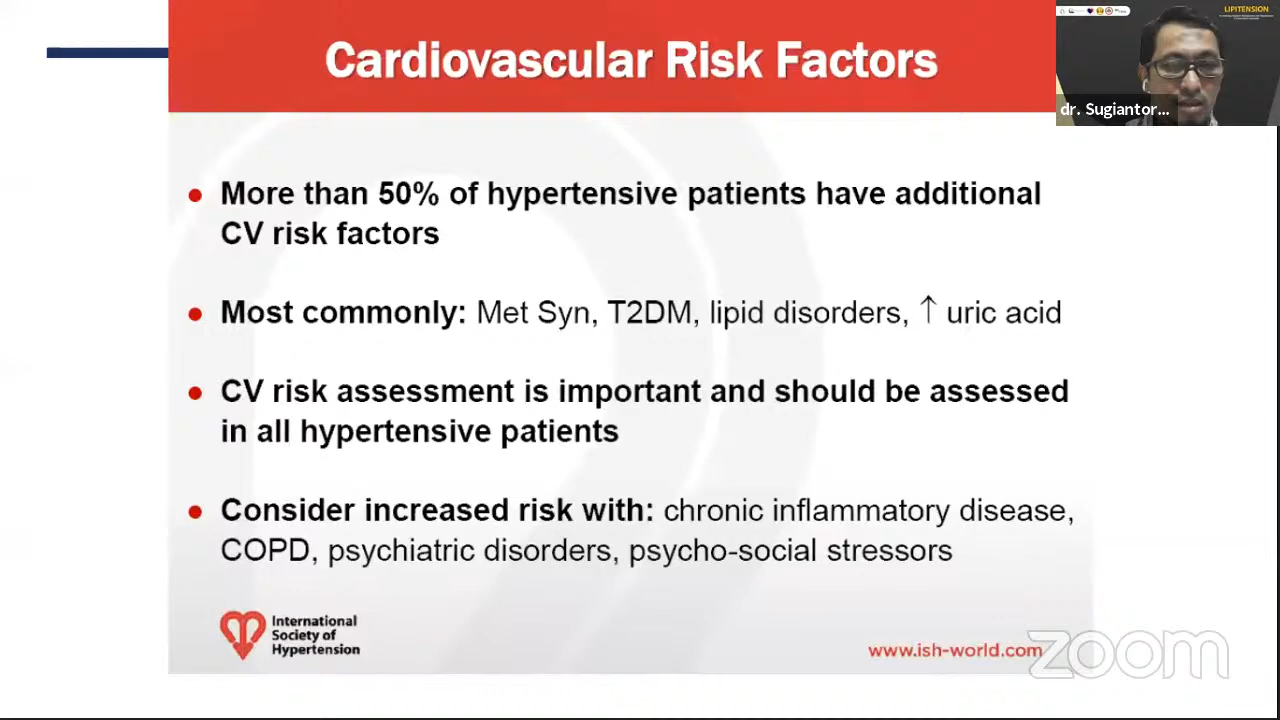 Cardiovascular Risk Factors
LIPITENSION
dr. Sugiantor...
● More than 50% of hypertensive patients have additional
CV risk factors
● Most commonly: Met Syn, T2DM, lipid disorders, ↑ uric acid
● CV risk assessment is important and should be assessed
in all hypertensive patients
● Consider increased risk with: chronic inflammatory disease,
COPD, psychiatric disorders, psycho-social stressors
International
Society of
Hypertension
www.ish-world.com
zoom